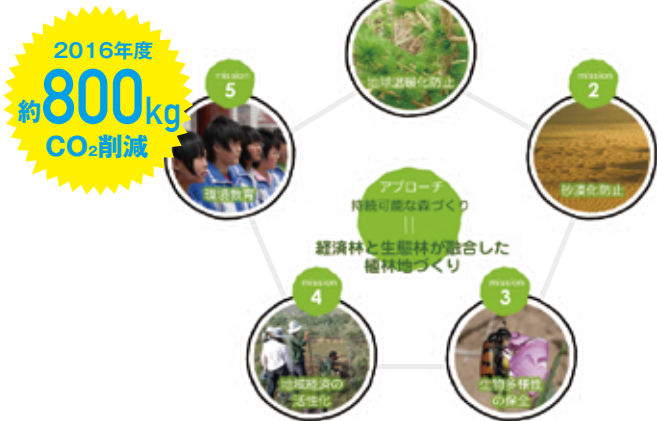 2016年度
約800kg
CO₂削減
地球温暖化防止
mission
2
砂漠化防止
mission
3
生物多様性
の保全
mission
4
地域経済の
活性化
mission
5
環境教育
アプローチ
持続可能な森づくり
=
経済林と生態林が融合した
植林地づくり